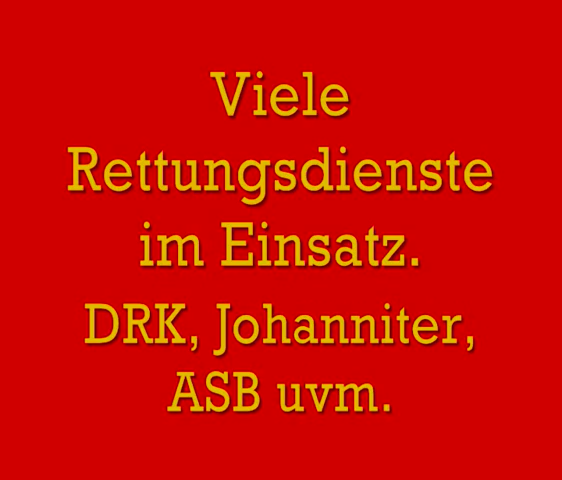 Viele
Rettungsdienste
im Einsatz.
DRK, Johanniter,
ASB uvm.